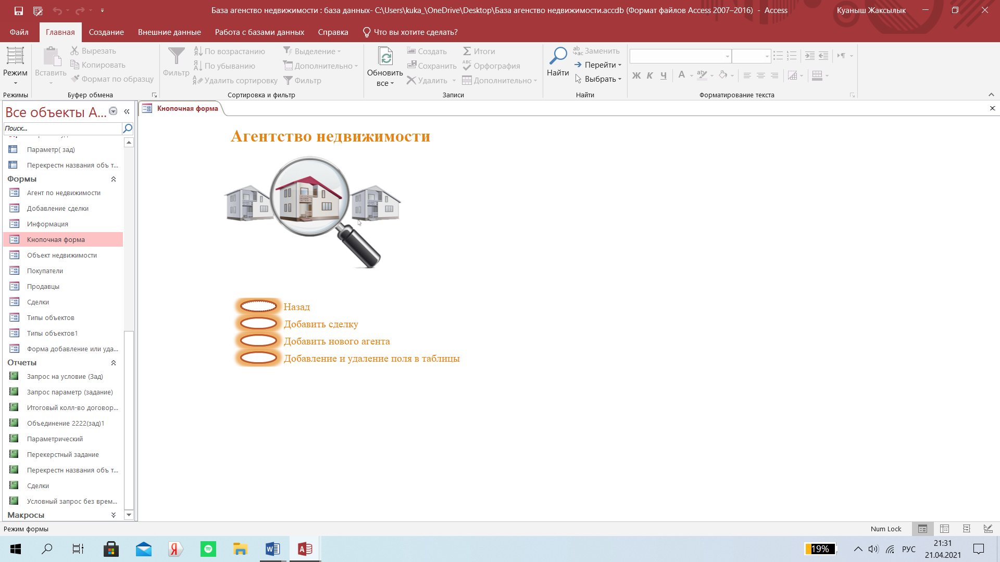 База агенство недвижимости : база данных- C:\Users\kuka_\OneDrive\Desktop\База агенство недвижимости.accdb (Формат файлов Access 2007–2016) - Access
Куаныш Жаксылык
Файл
Главная
Создание
Внешние данные
Работа с базами данных
Справка
Что вы хотите сделать?
Режим
Режимы
Вставить
Вырезать
Копировать
Формат по образцу
Буфер обмена
Фильтр
По возрастанию
По убыванию
Удалить сортировку
Выделение
Дополнительно
Фильтр
Сортировка и фильтр
Обновить
все
Создать
Сохранить
Удалить
Итоги
Орфография
Дополнительно
Записи
Найти
Заменить
Перейти
Выбрать
Найти
Ж К Ч
Форматирование текста
Все объекты A...
Поиск...
Параметр( зад)
Перекрестн названия объ т...
Формы
Агент по недвижимости
Добавление сделки
Информация
Кнопочная форма
Объект недвижимости
Покупатели
Продавцы
Сделки
Типы объектов
Типы объектов1
Форма добавление или уда...
Отчеты
Запрос на условие (Зад)
Запрос параметр (задание)
Итоговый колл-во договор...
Объединение 2222(зад)1
Параметрический
Перекерстный задание
Перекрестн названия объ т...
Сделки
Условный запрос без врем...
Макросы
Кнопочная форма
Агентство недвижимости
Назад
Добавить сделку
Добавить нового агента
Добавление и удаление поля в таблицы
Режим формы
Num Lock
19%
РУС
21:31
21.04.2021